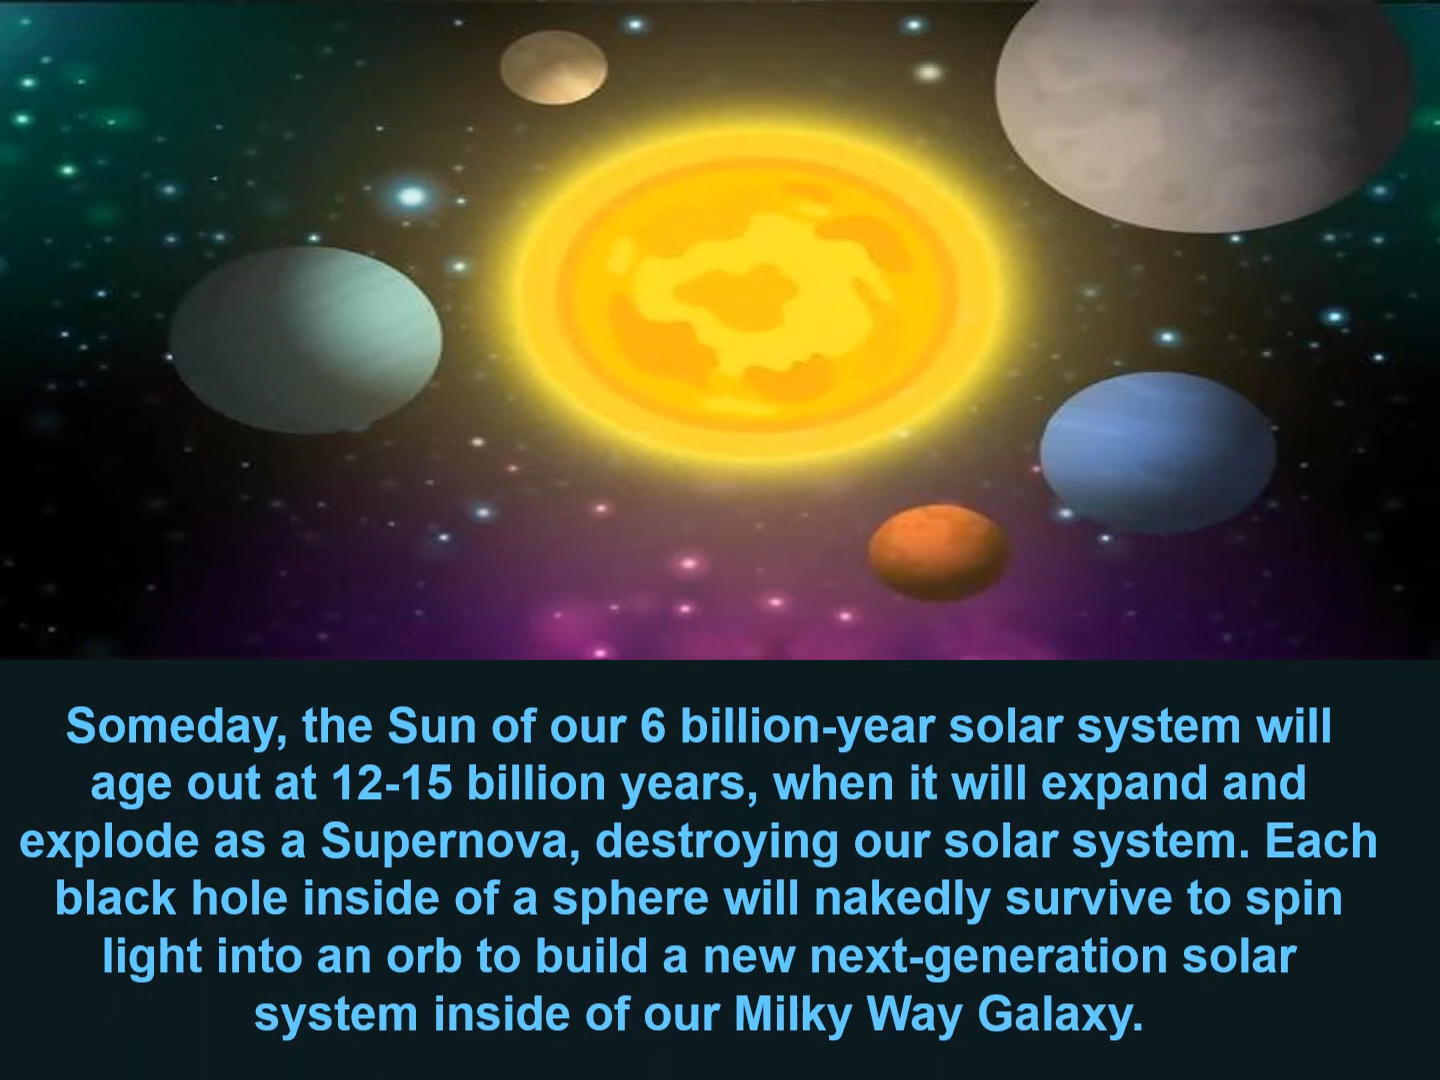 Someday, the Sun of our 6 billion-year solar system will
age out at 12-15 billion years, when it will expand and
explode as a Supernova, destroying our solar system. Each
black hole inside of a sphere will nakedly survive to spin
light into an orb to build a new next-generation solar
system inside of our Milky Way Galaxy.